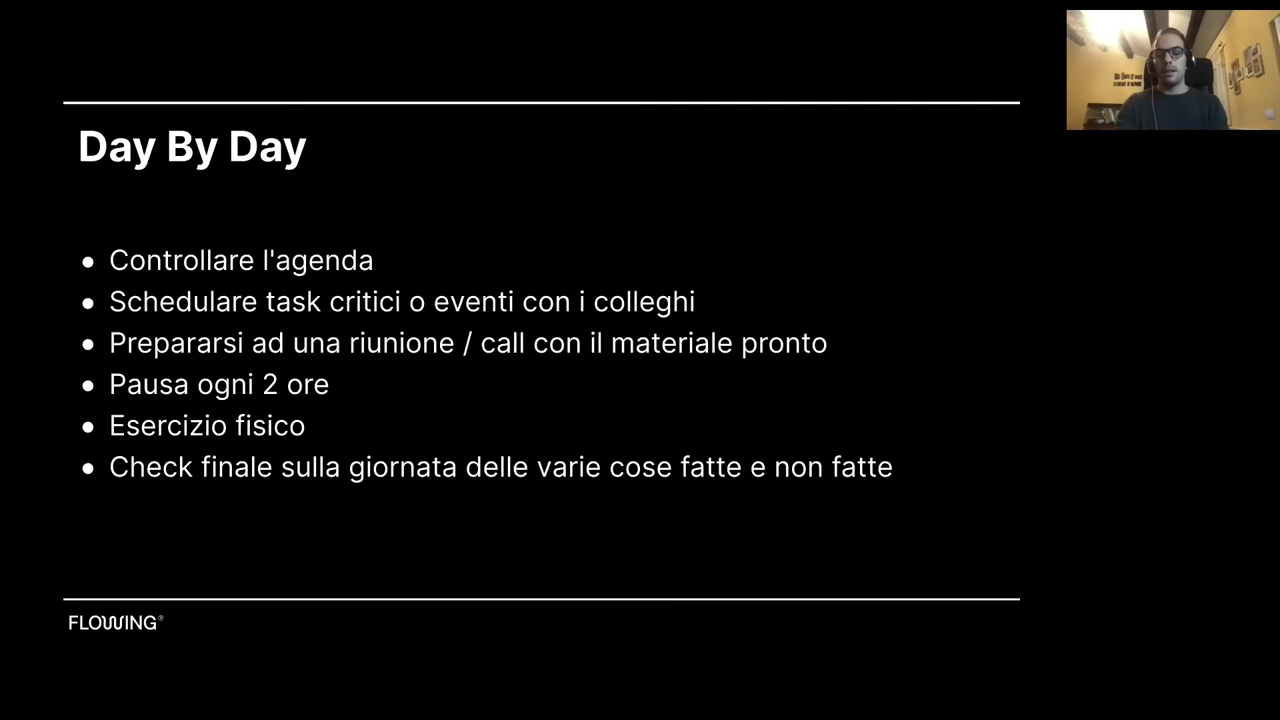 Day By Day
Controllare l'agenda
Schedulare task critici o eventi con i colleghi
Prepararsi ad una riunione / call con il materiale pronto
Pausa ogni 2 ore
Esercizio fisico
Check finale sulla giornata delle varie cose fatte e non fatte
FLOWING®